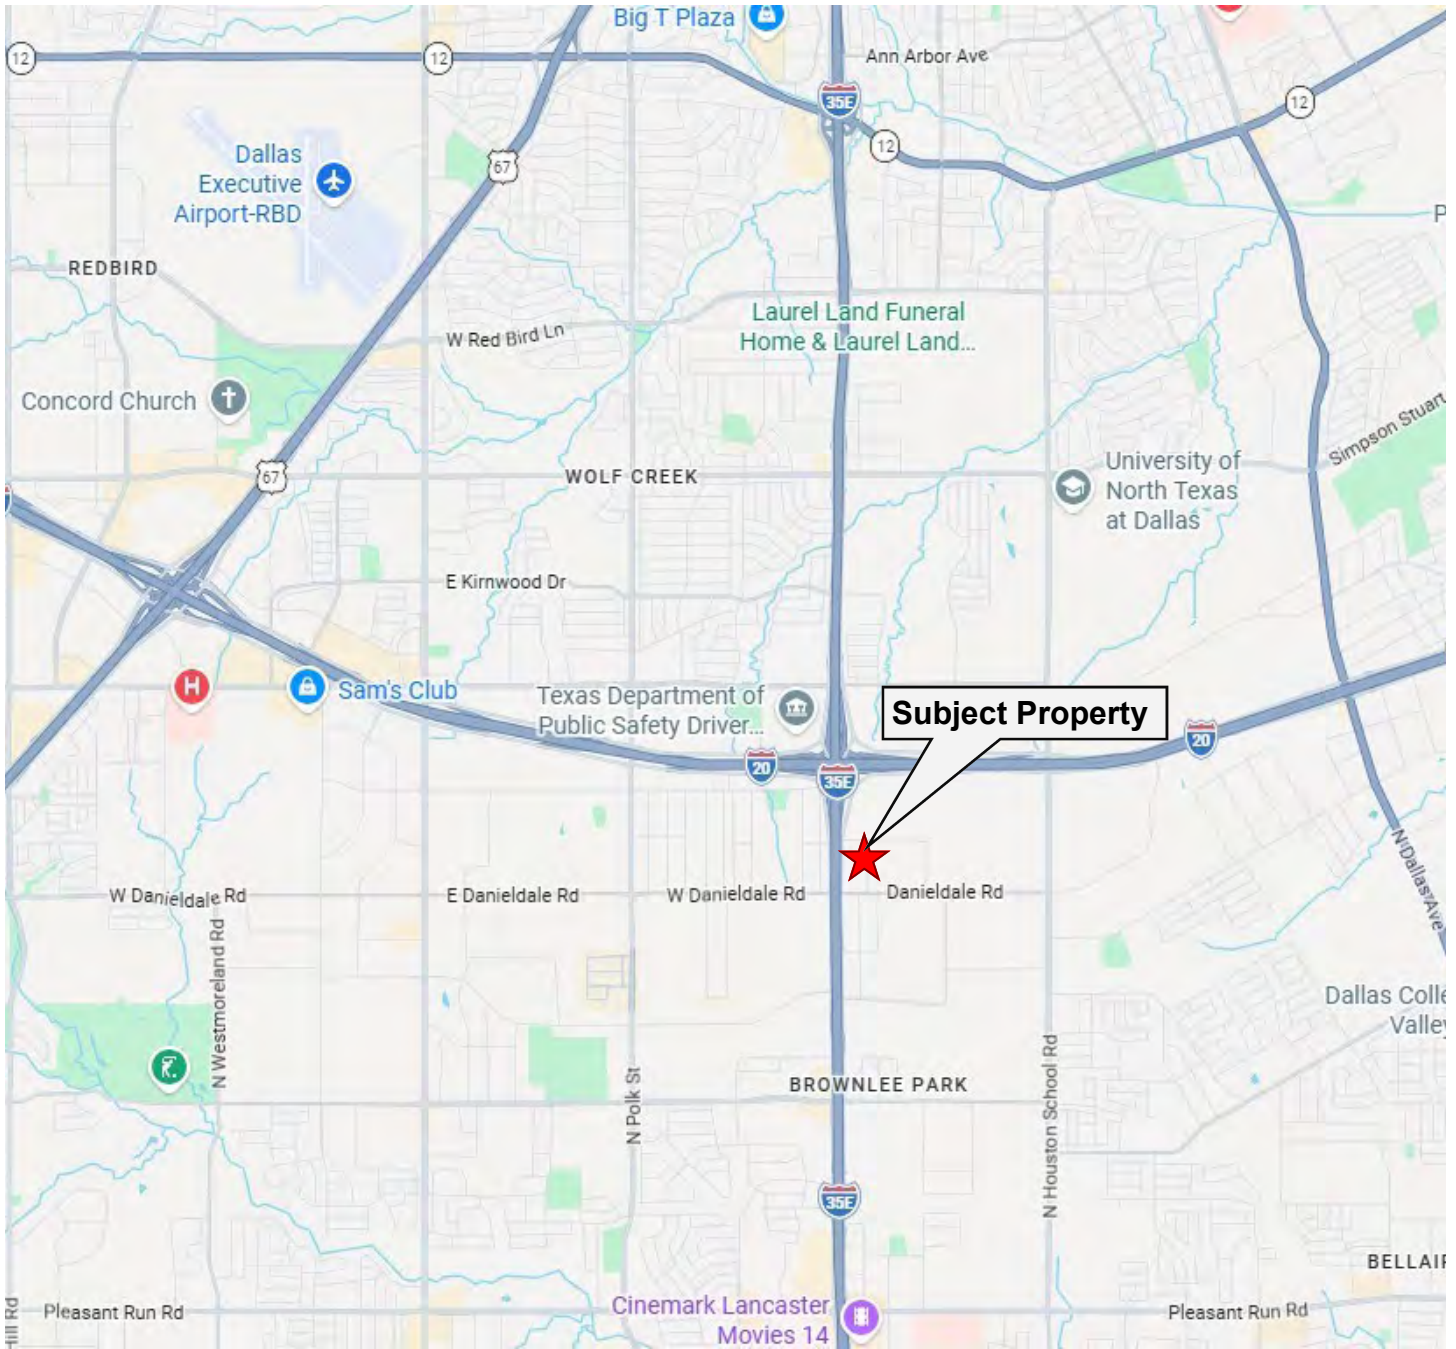 Big T Plaza
12
12
Ann Arbor Ave
35E
12
12
67
Dallas
Executive
Airport-RBD
REDBIRD
W Red Bird Ln
Laurel Land Funeral
Home & Laurel Land...
Concord Church
Simpson Stuart
67
WOLF CREEK
University of
North Texas
at Dallas
E Kirnwood Dr
H
Sam's Club
Texas Department of
Public Safety Driver...
Subject Property
20
20
35E
N Dallas Ave
W Danieldale Rd
E Danieldale Rd
W Danieldale Rd
Danieldale Rd
N Westmoreland Rd
Dallas Colle
Valley
N Polk St
BROWNLEE PARK
N Houston School Rd
35E
BELLAIR
Pleasant Run Rd
Cinemark Lancaster
Movies 14
Pleasant Run Rd